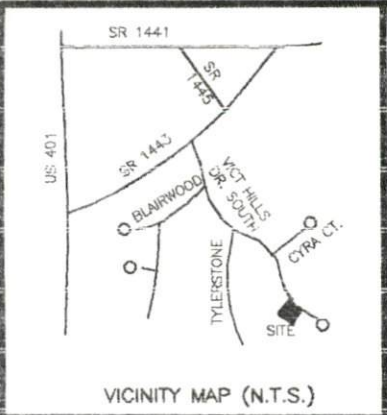 SR 1441
SR
1445
US 401
SR 1443
VICT HILLS
DR. SOUTH
BLAIRWOOD
TYLERSTONE
CYRA CT.
SITE
VICINITY MAP (N.T.S.)